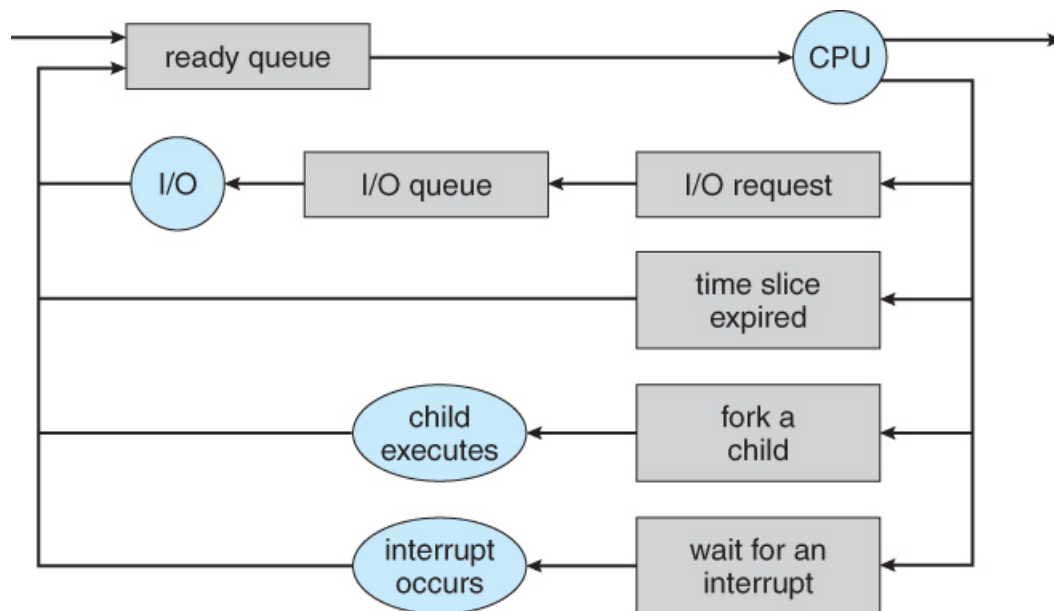 ready queue
CPU
I/O
I/O queue
I/O request
time slice
expired
child
executes
fork a
child
interrupt
occurs
wait for an
interrupt